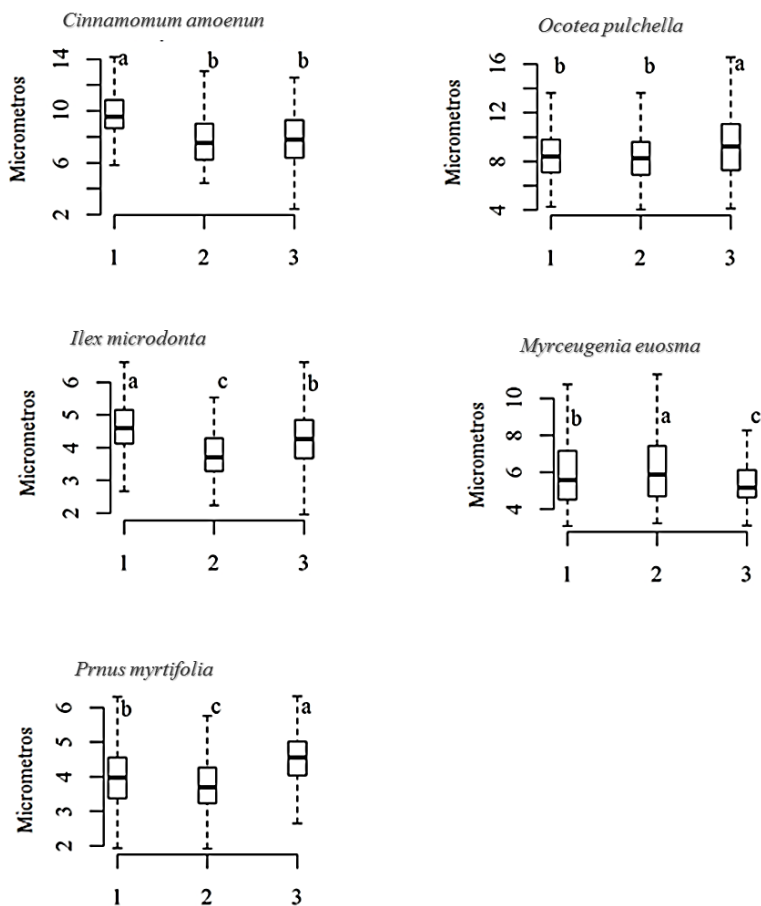 Cinnamomum amoenun
Micrometros
14
10
6
2
a
b
b
1 2 3
Ocotea pulchella
Micrometros
16
12
8
4
b
b
a
1 2 3
Ilex microdonta
Micrometros
6
5
4
3
2
a
c
b
1 2 3
Myrceugenia euosma
Micrometros
10
8
6
4
b
a
c
1 2 3
Prnus myrtifolia
Micrometros
6
5
4
3
2
b
c
a
1 2 3